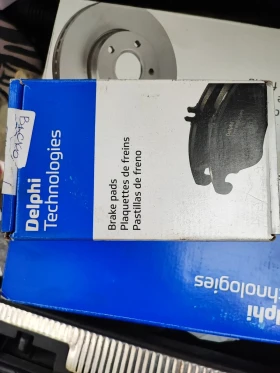 Delphi
Technologies
Brake pads
Plaquettes de freins
Pastillas de freno
Delphi
Technologies